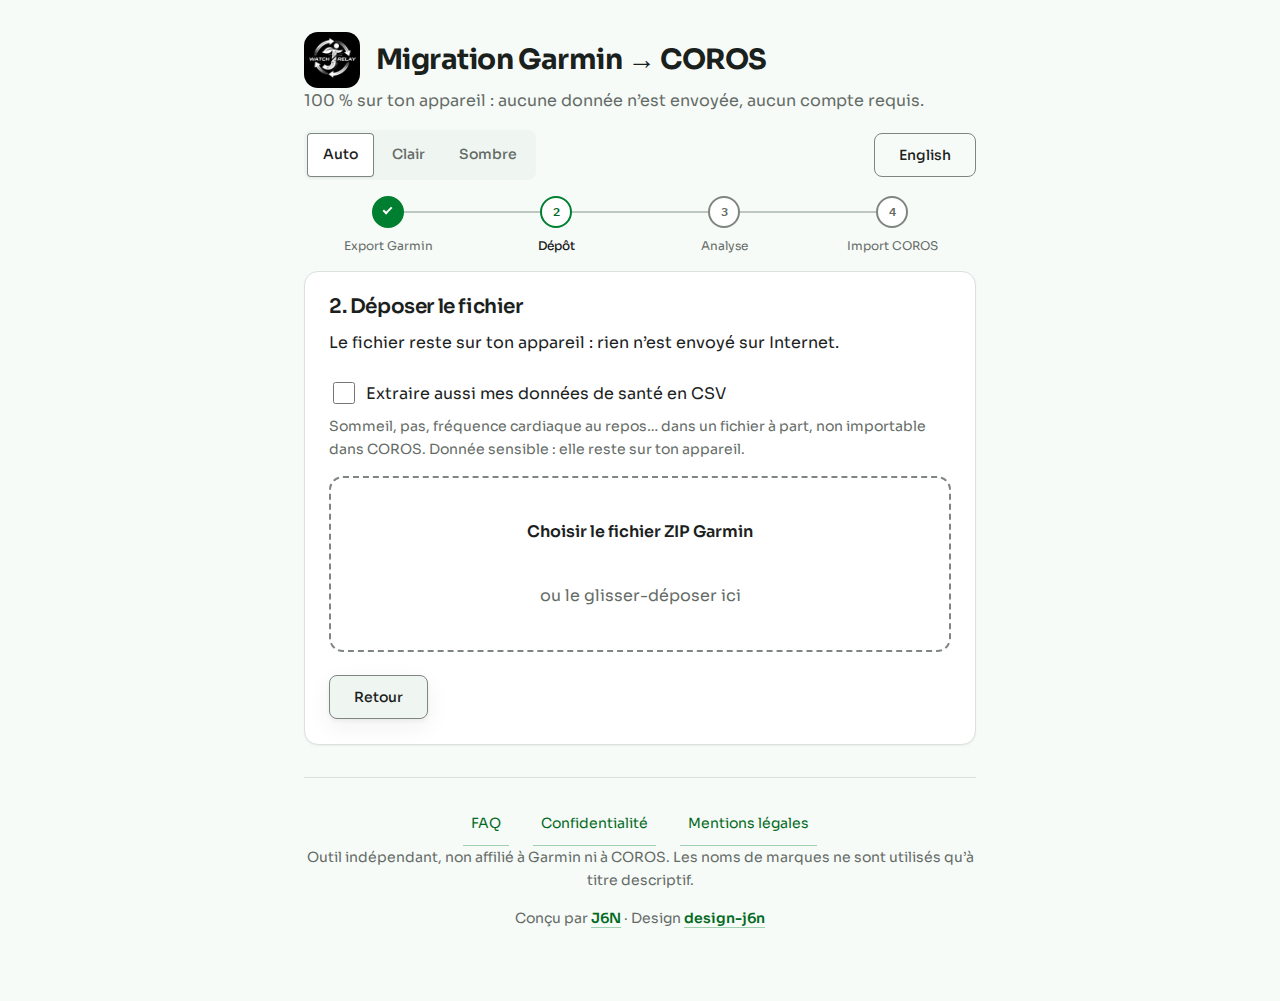 WATCH RELAY
Migration Garmin → COROS
100 % sur ton appareil : aucune donnée n’est envoyée, aucun compte requis.
Auto Clair Sombre English
2 3 4
Export Garmin Dépôt Analyse Import COROS
2. Déposer le fichier
Le fichier reste sur ton appareil : rien n’est envoyé sur Internet.
Extraire aussi mes données de santé en CSV
Sommeil, pas, fréquence cardiaque au repos… dans un fichier à part, non importable
dans COROS. Donnée sensible : elle reste sur ton appareil.
Choisir le fichier ZIP Garmin
ou le glisser-déposer ici
Retour
FAQ Confidentialité Mentions légales
Outil indépendant, non affilié à Garmin ni à COROS. Les noms de marques ne sont utilisés qu’à
titre descriptif.
Conçu par J6N · Design design-j6n